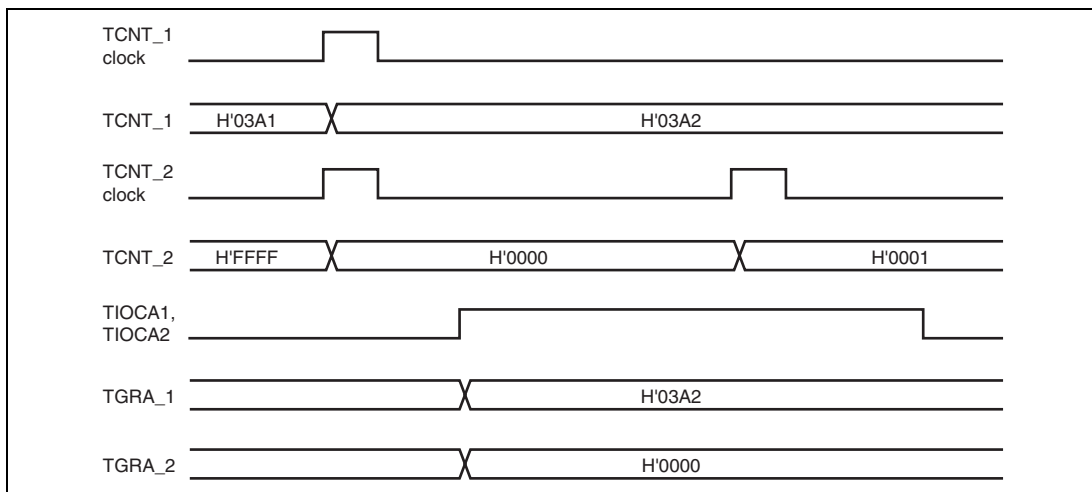 TCNT_1
clock
TCNT_1 H'03A1 H'03A2
TCNT_2
clock
TCNT_2 H'FFFF H'0000 H'0001
TIOCA1,
TIOCA2
TGRA_1 H'03A2
TGRA_2 H'0000